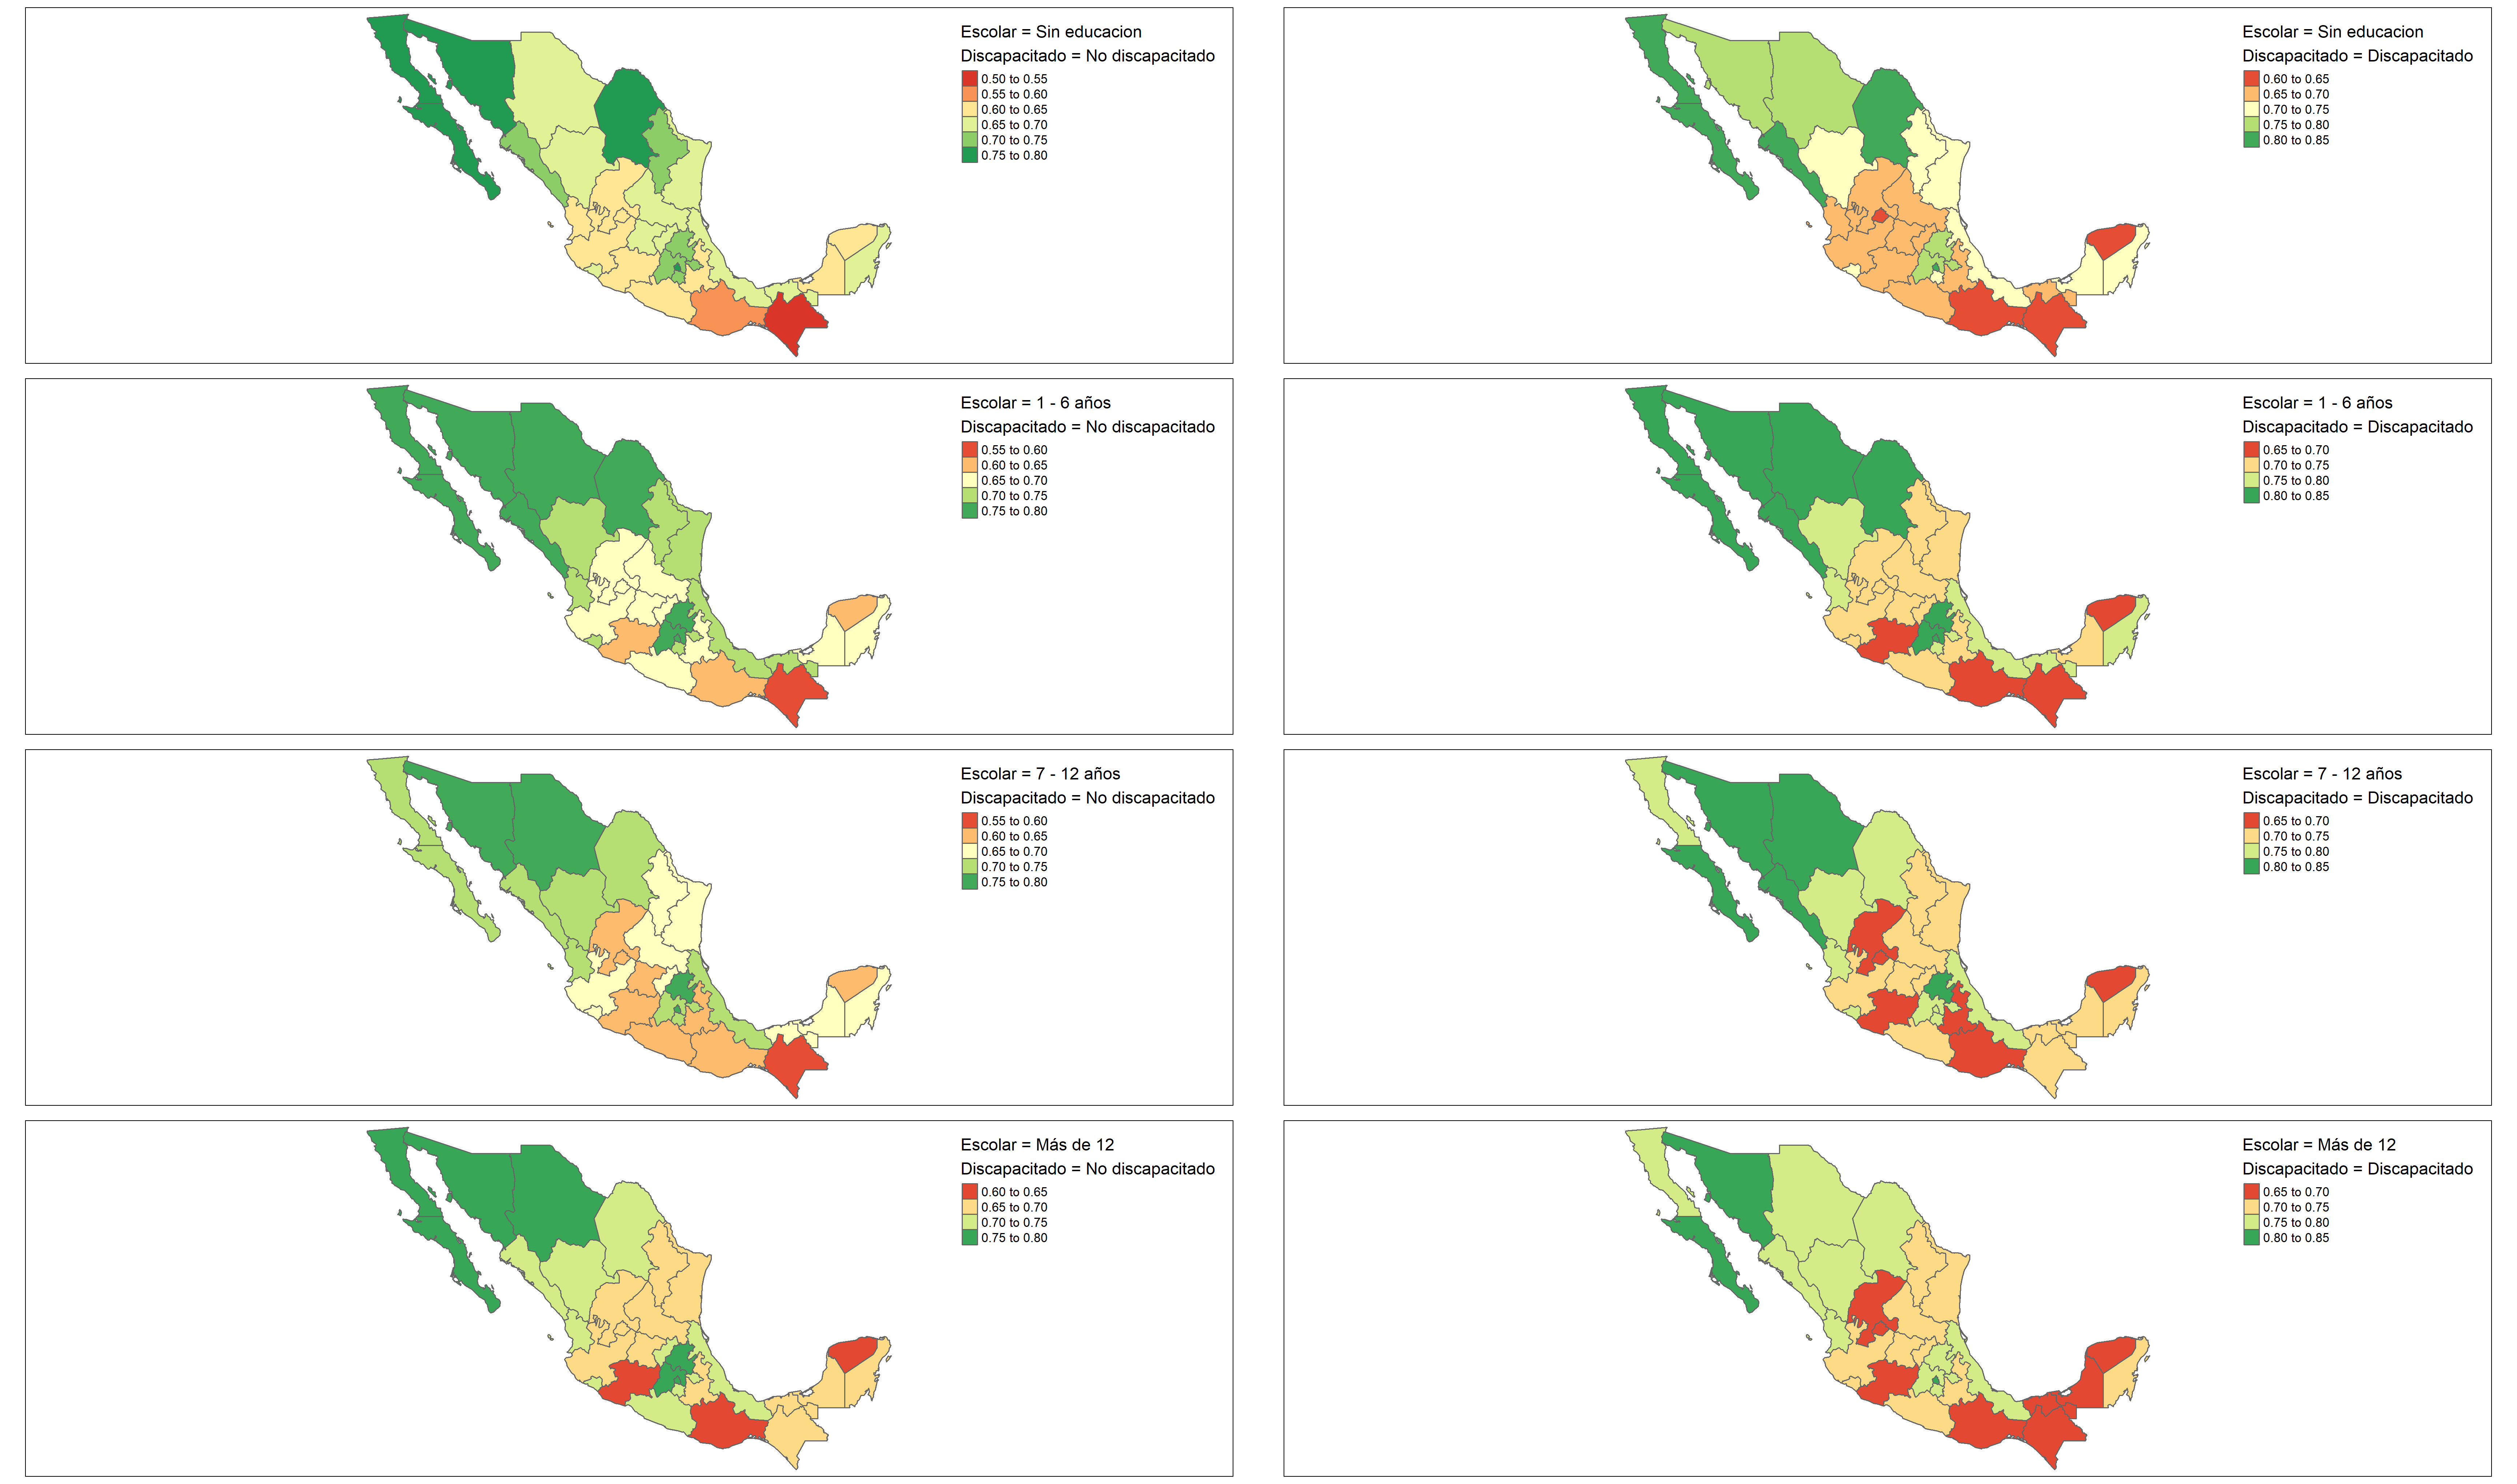 Escolar = Sin educacion
Discapacitado = No discapacitado
0.50 to 0.55
0.55 to 0.60
0.60 to 0.65
0.65 to 0.70
0.70 to 0.75
0.75 to 0.80
Escolar = Sin educacion
Discapacitado = Discapacitado
0.60 to 0.65
0.65 to 0.70
0.70 to 0.75
0.75 to 0.80
0.80 to 0.85
Escolar = 1 - 6 años
Discapacitado = No discapacitado
0.55 to 0.60
0.60 to 0.65
0.65 to 0.70
0.70 to 0.75
0.75 to 0.80
Escolar = 1 - 6 años
Discapacitado = Discapacitado
0.65 to 0.70
0.70 to 0.75
0.75 to 0.80
0.80 to 0.85
Escolar = 7 - 12 años
Discapacitado = No discapacitado
0.55 to 0.60
0.60 to 0.65
0.65 to 0.70
0.70 to 0.75
0.75 to 0.80
Escolar = 7 - 12 años
Discapacitado = Discapacitado
0.65 to 0.70
0.70 to 0.75
0.75 to 0.80
0.80 to 0.85
Escolar = Más de 12
Discapacitado = No discapacitado
0.60 to 0.65
0.65 to 0.70
0.70 to 0.75
0.75 to 0.80
Escolar = Más de 12
Discapacitado = Discapacitado
0.65 to 0.70
0.70 to 0.75
0.75 to 0.80
0.80 to 0.85